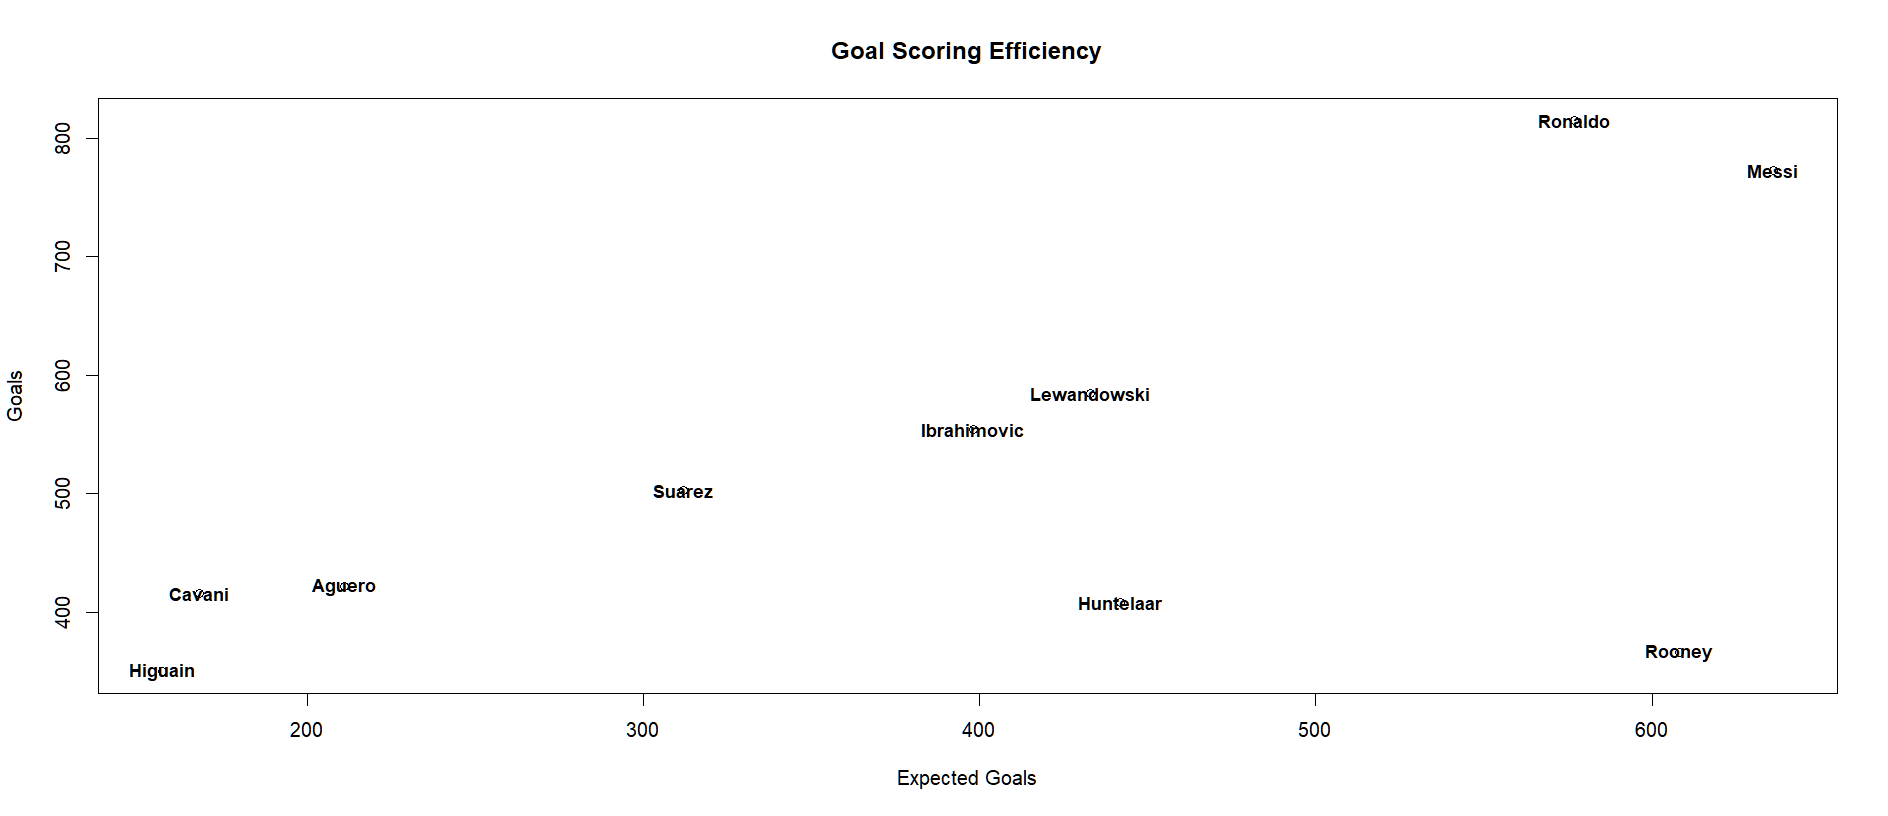 Goal Scoring Efficiency
Goals
800
700
600
500
400
Ronaldo
Messi
Lewandowski
Ibrahimovic
Suarez
Aguero
Cavani
Huntelaar
Rooney
Higuain
200 300 400 500 600
Expected Goals